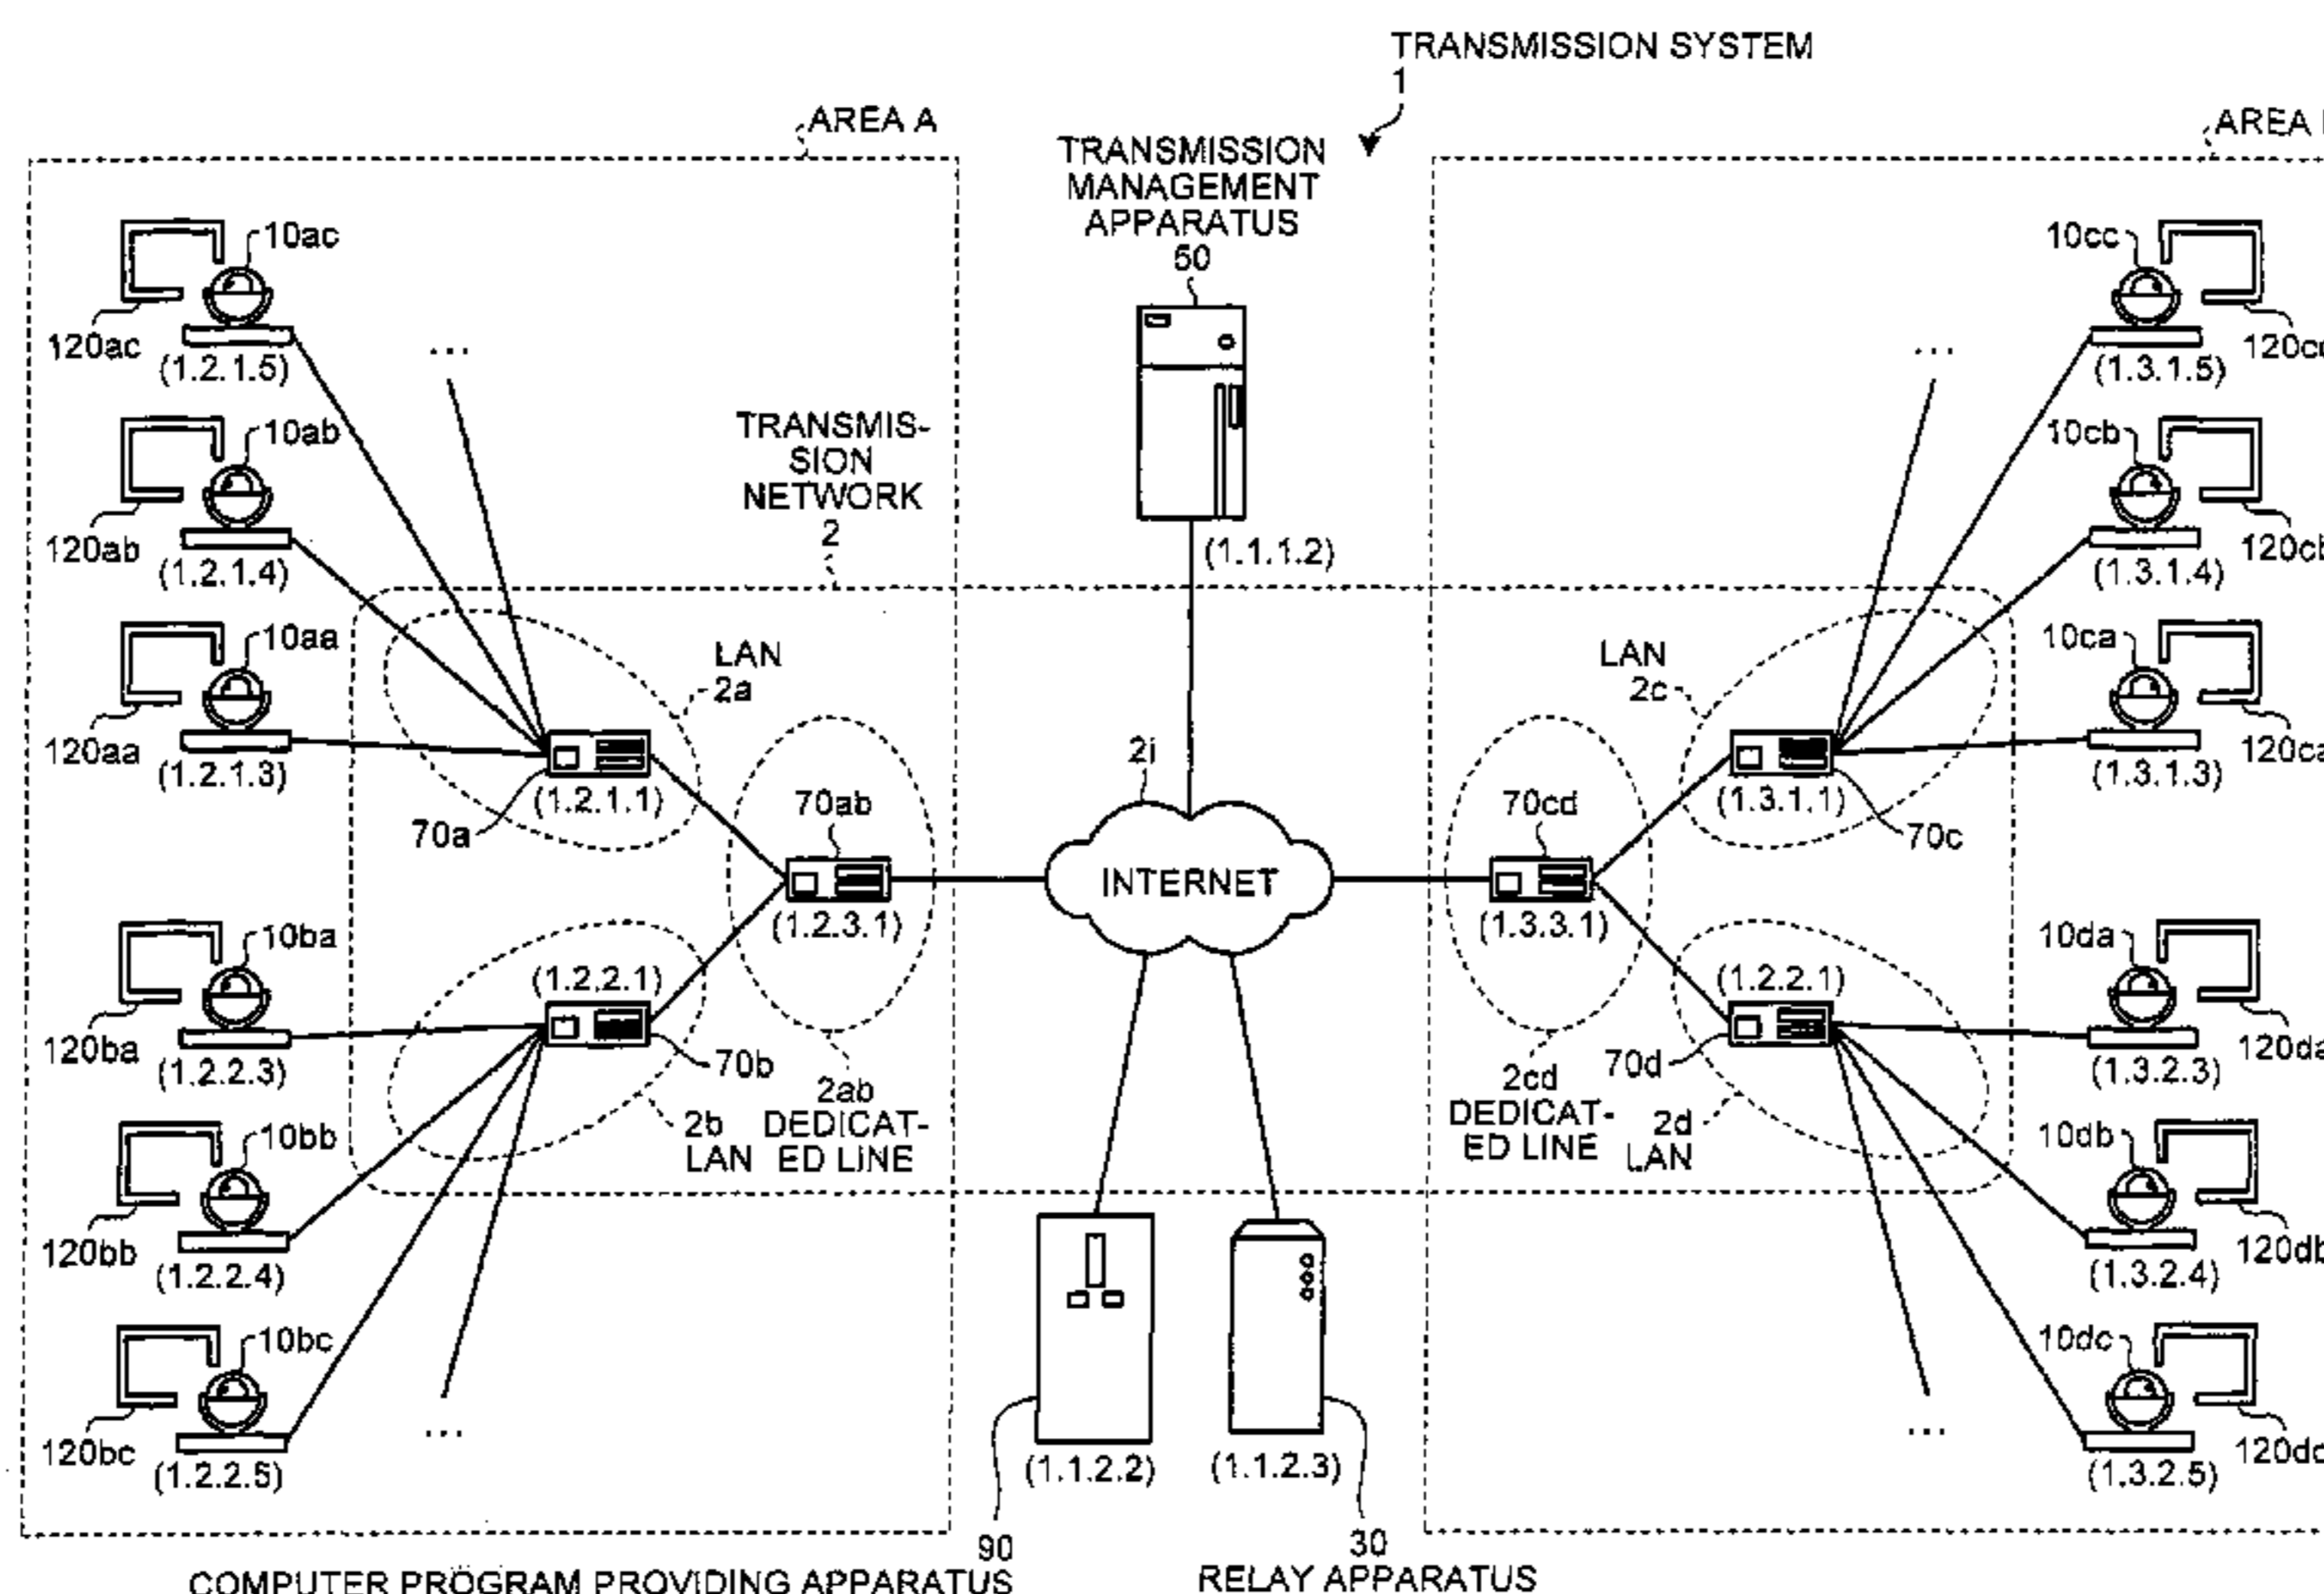 TRANSMISSION SYSTEM
1
AREA A
AREA
TRANSMISSION
MANAGEMENT
APPARATUS
50
10ac
120ac
(1.2.1.5)
...
10ab
120ab
(1.2.1.4)
10aa
120aa
(1.2.1.3)
TRANSMIS-
SION
NETWORK
2
(1.1.1.2)
LAN
2a
70a
(1.2.1.1)
70ab
(1.2.3.1)
2i
INTERNET
10ba
120ba
(1.2.2.3)
(1.2.2.1)
70b
2ab
DEDICAT-
ED LINE
2b
LAN
10bb
120bb
(1.2.2.4)
10bc
120bc
(1.2.2.5)
...
10cc
(1.3.1.5)
...
10cb
(1.3.1.4)
10ca
(1.3.1.3)
LAN
2c
(1.3.1.1)
70c
70cd
(1.3.3.1)
(1.2.2.1)
70d
2cd
DEDICAT-
ED LINE
2d
LAN
10da
(1.3.2.3)
10db
(1.3.2.4)
10dc
(1.3.2.5)
...
(1.1.2.2)
(1.1.2.3)
90
COMPUTER PROGRAM PROVIDING APPARATUS
30
RELAY APPARATUS